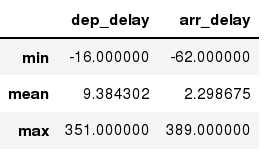 dep_delay arr_delay
min -16.000000 -62.000000
mean 9.384302 2.298675
max 351.000000 389.000000